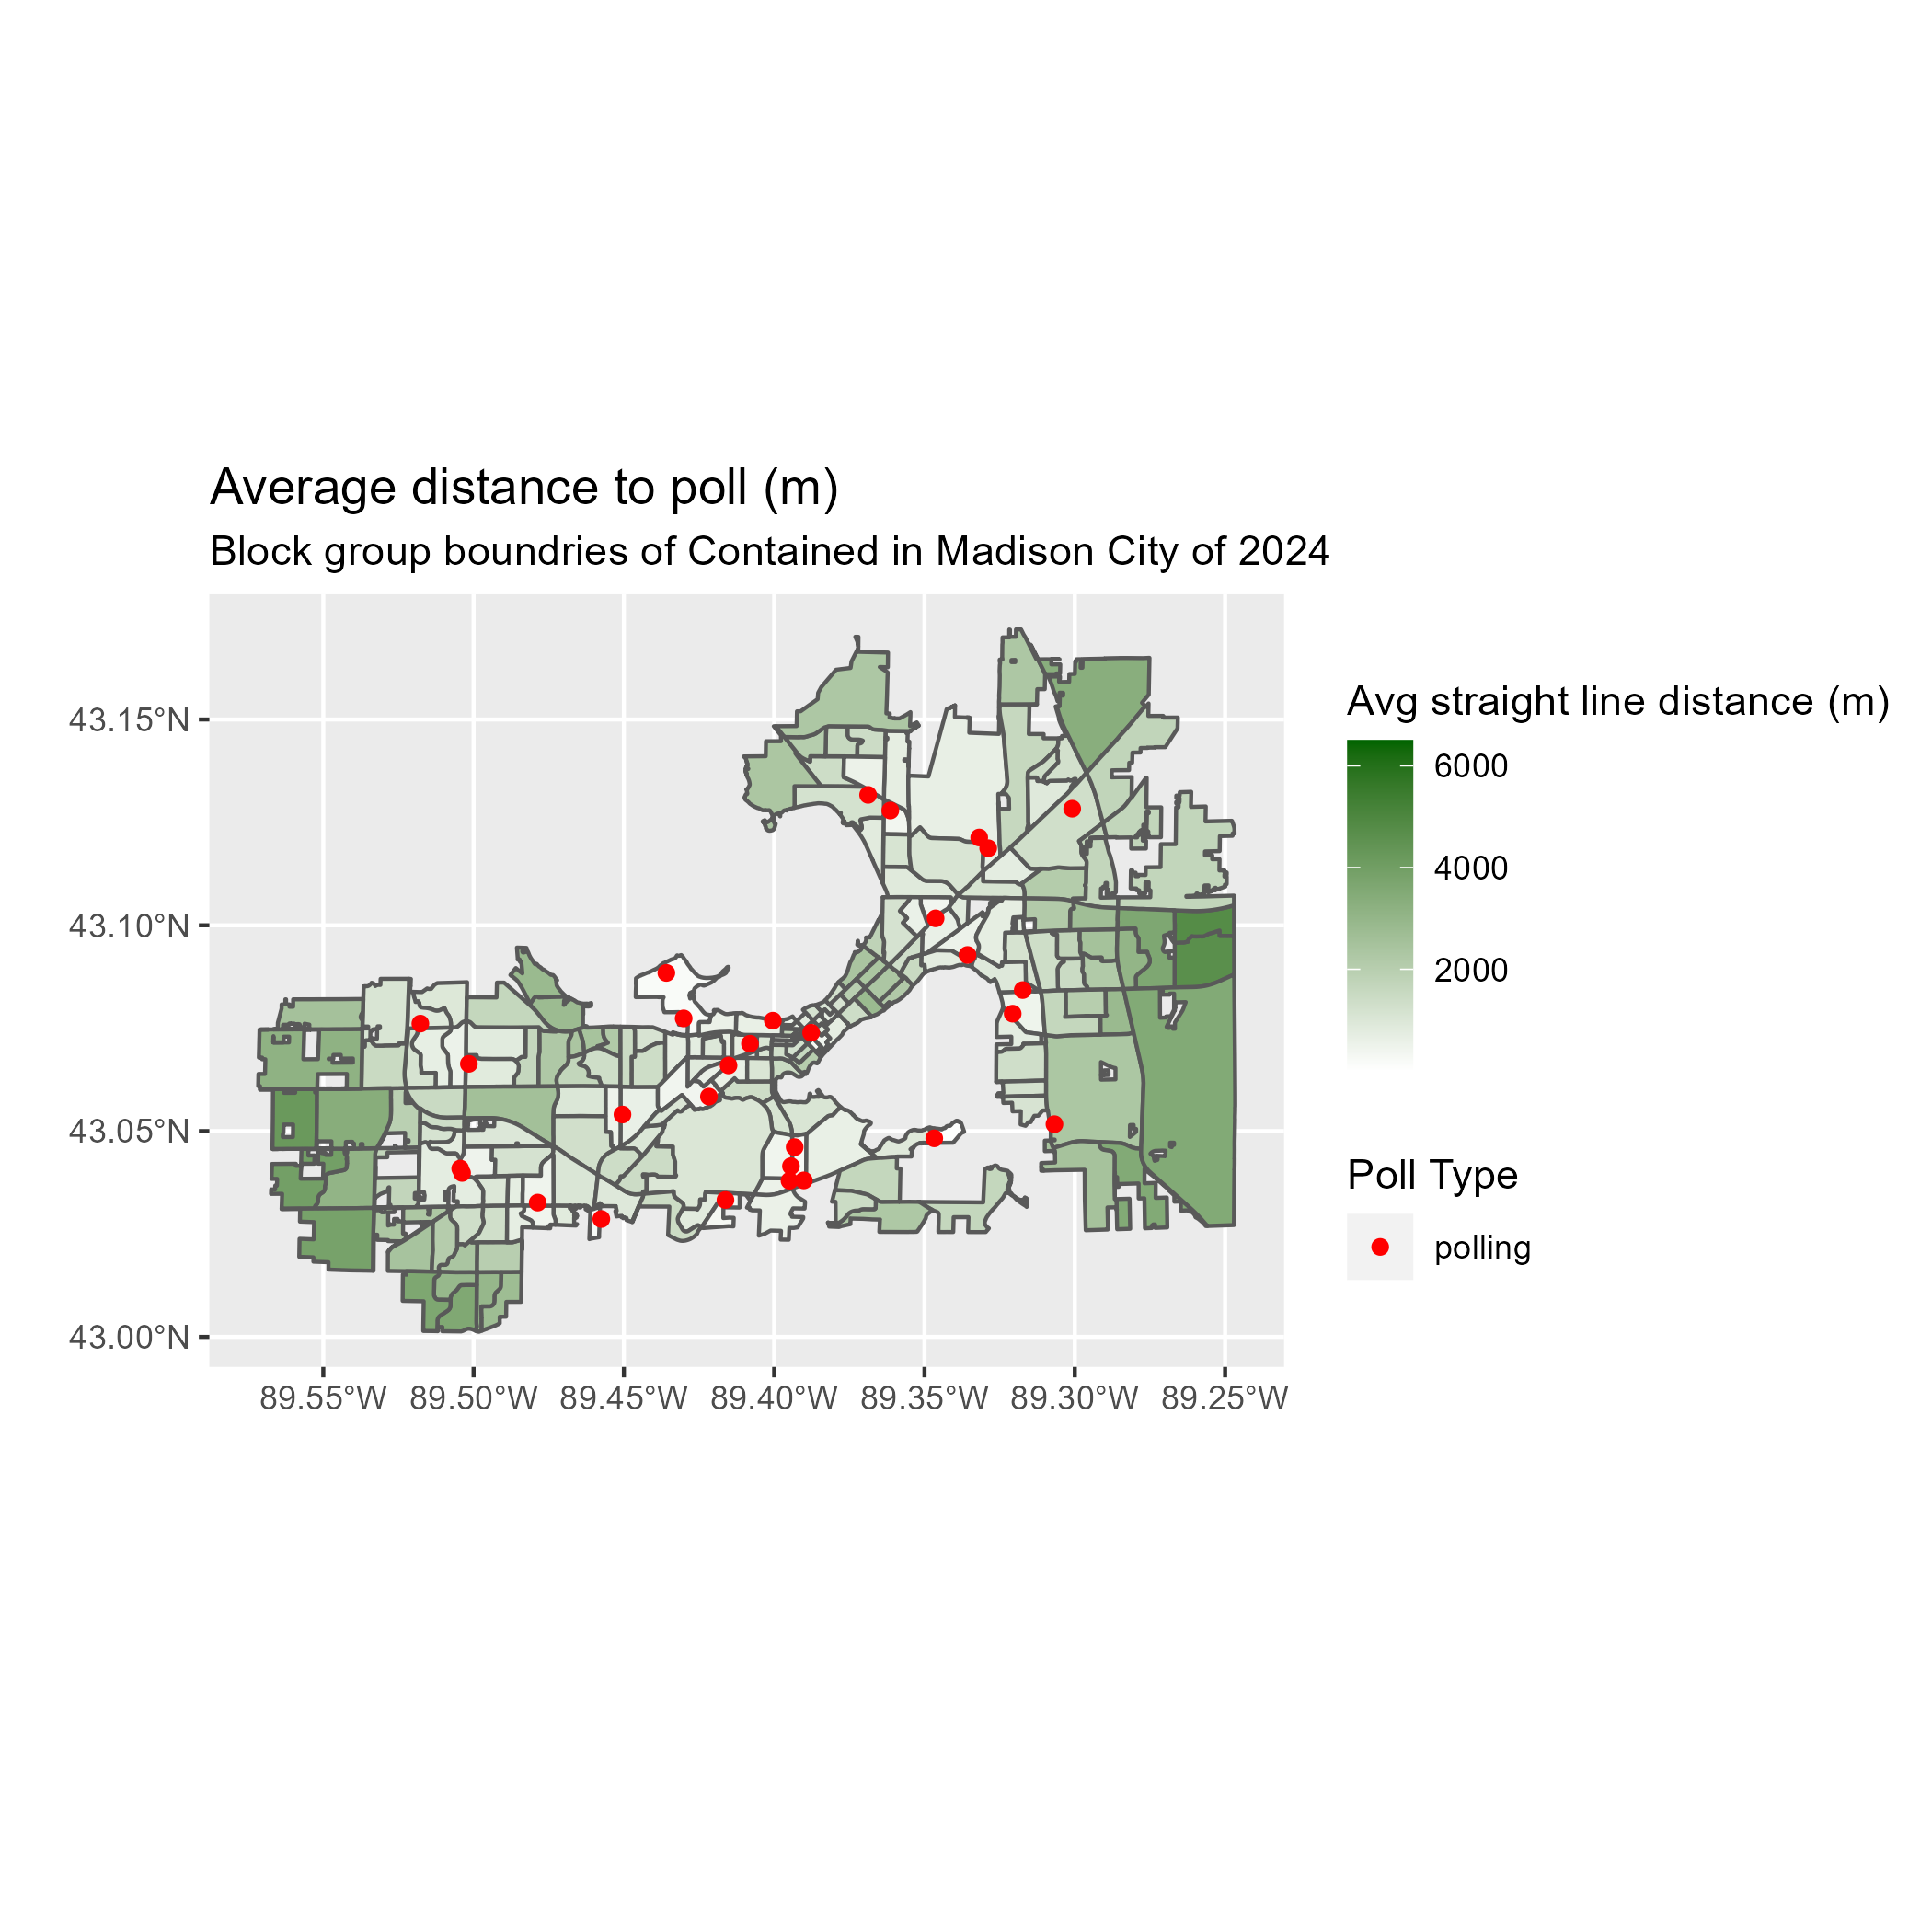 Average distance to poll (m)
Block group boundries of Contained in Madison City of 2024
43.15°N
43.10°N
43.05°N
43.00°N
89.55°W 89.50°W 89.45°W 89.40°W 89.35°W 89.30°W 89.25°W
Avg straight line distance (m)
6000
4000
2000
Poll Type
polling